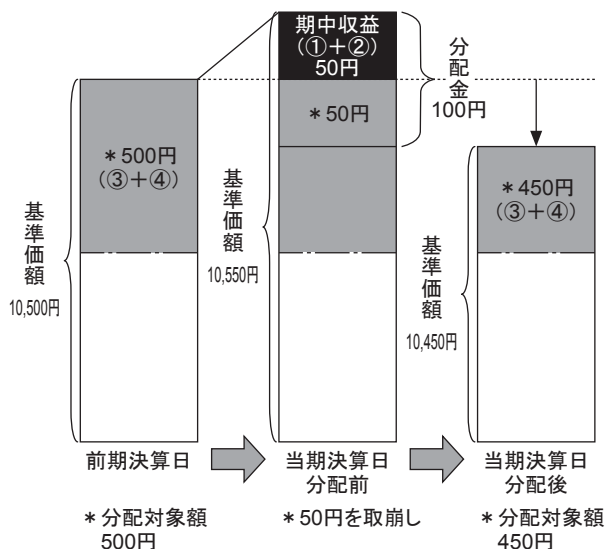 期中収益
(①+②)
50円
分配金
100円
*50円
*500円
(③+④)
*450円
(③+④)
基準価額
10,500円
基準価額
10,550円
基準価額
10,450円
前期決算日
当期決算日
分配前
当期決算日
分配後
*分配対象額
500円
*50円を取崩し
*分配対象額
450円